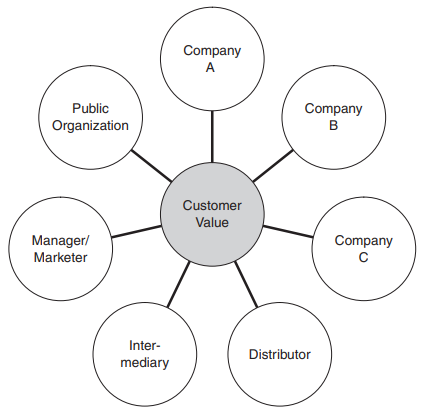 Company
A
Public
Organization
Company
B
Customer
Value
Manager/
Marketer
Company
C
Inter-
mediary
Distributor